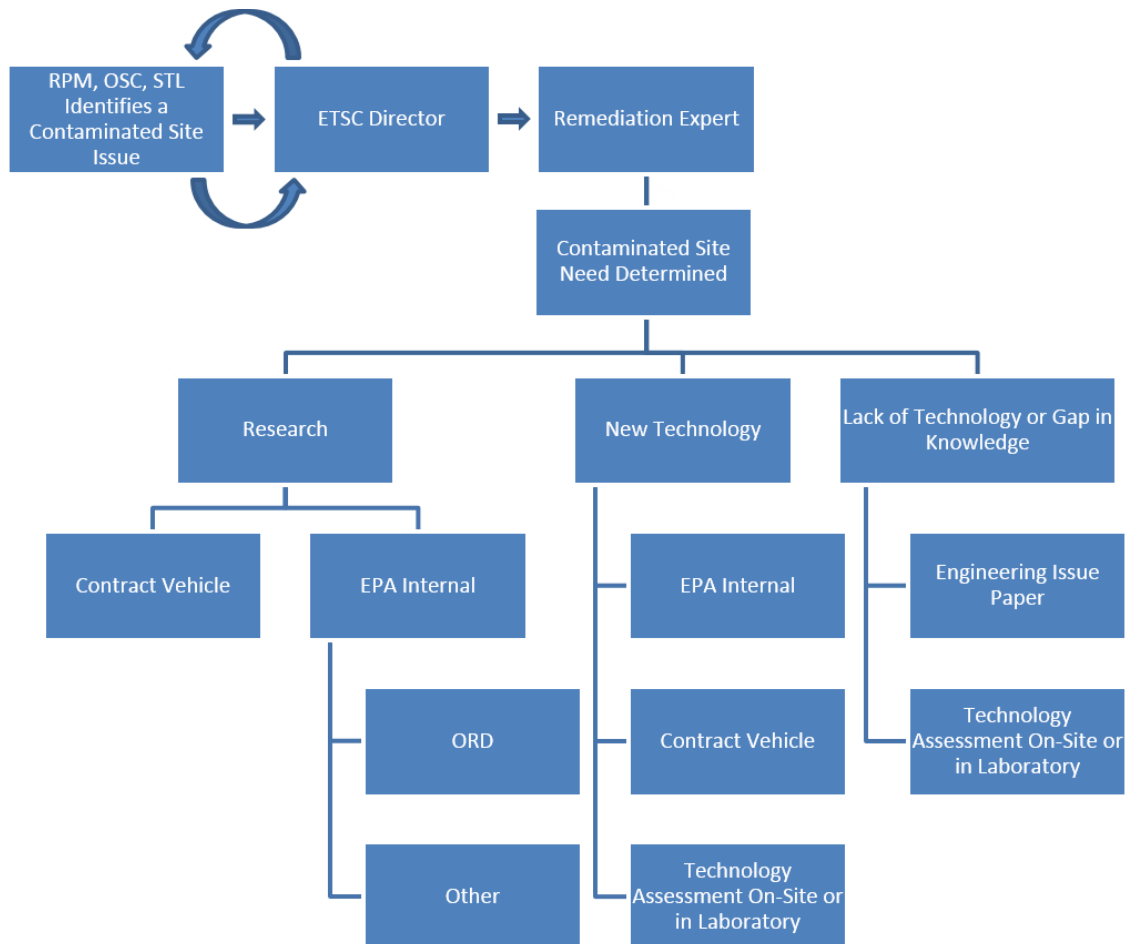 RPM, OSC, STL
Identifies a
Contaminated Site
Issue
ETSC Director
Remediation Expert
Contaminated Site
Need Determined
Research
New Technology
Lack of Technology or Gap in
Knowledge
Contract Vehicle
EPA Internal
EPA Internal
Engineering Issue
Paper
ORD
Contract Vehicle
Technology
Assessment On-Site or
in Laboratory
Other
Technology
Assessment On-Site or
in Laboratory